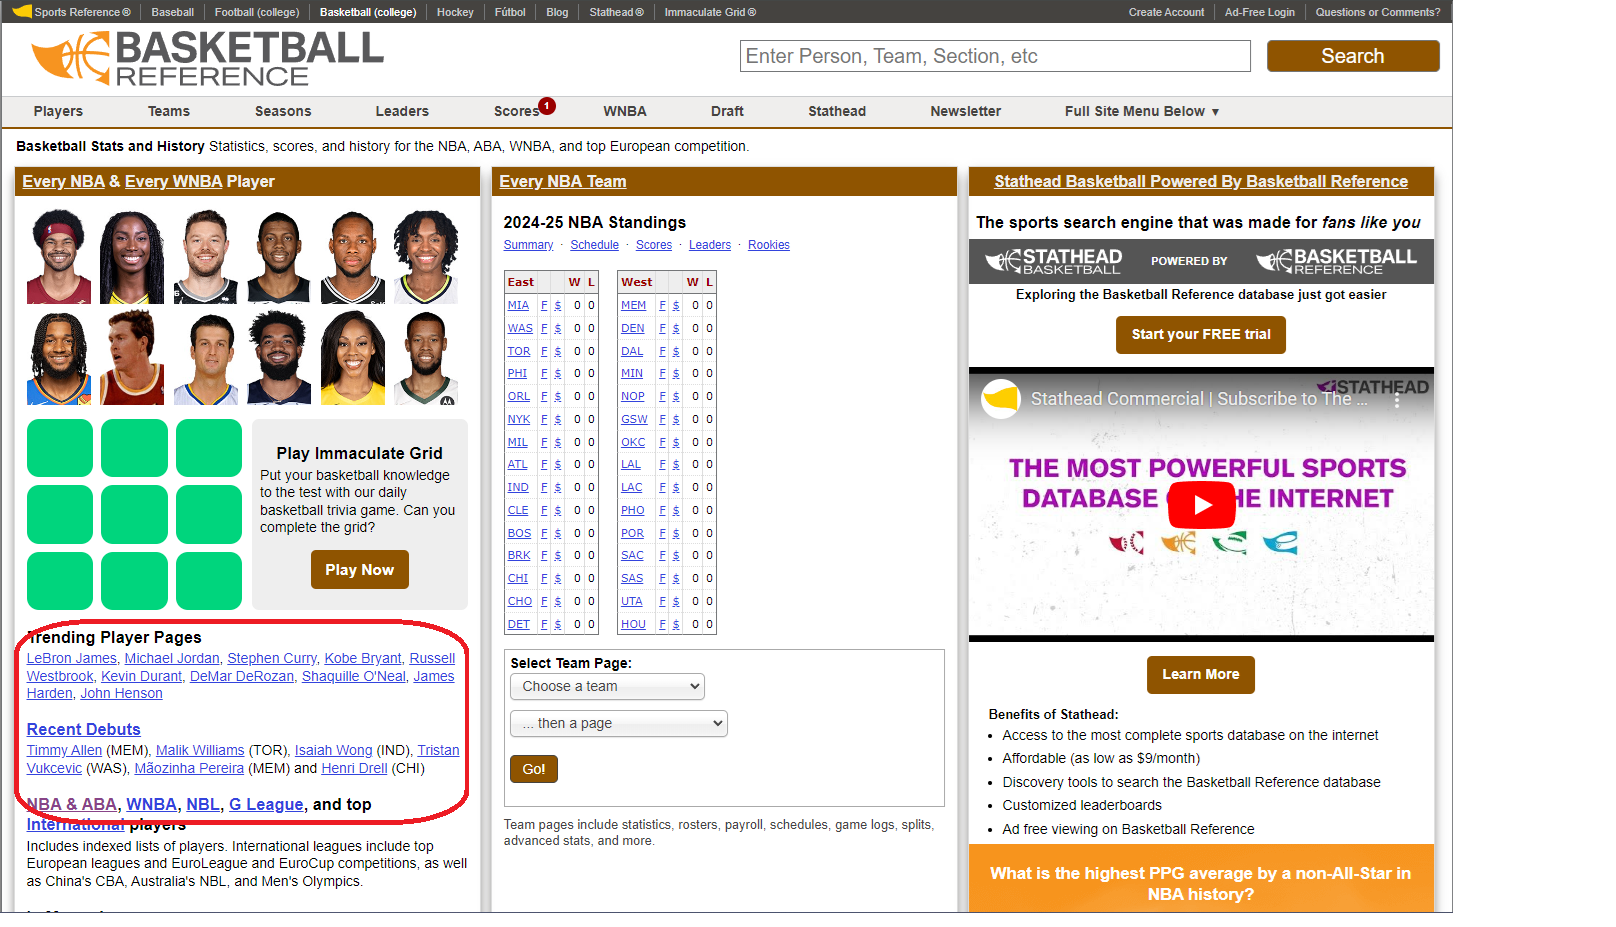 Sports Reference ® Baseball Football (college) Basketball (college) Hockey Fútbol Blog Stathead ® Immaculate Grid ® Create Account Ad-Free Login Questions or Comments?
BASKETBALL
REFERENCE
Enter Person, Team, Section, etc
Search
Players Teams Seasons Leaders Scores 1 WNBA Draft Stathead Newsletter Full Site Menu Below ▼
Basketball Stats and History Statistics, scores, and history for the NBA, ABA, WNBA, and top European competition.
Every NBA & Every WNBA Player
Play Immaculate Grid
Put your basketball knowledge
to the test with our daily
basketball trivia game. Can you
complete the grid?
Play Now
Trending Player Pages
LeBron James, Michael Jordan, Stephen Curry, Kobe Bryant, Russell
Westbrook, Kevin Durant, DeMar DeRozan, Shaquille O'Neal, James
Harden, John Henson
Recent Debuts
Timmy Allen (MEM), Malik Williams (TOR), Isaiah Wong (IND), Tristan
Vukcevic (WAS), Mãozinha Pereira (MEM) and Henri Drell (CHI)
NBA & ABA, WNBA, NBL, G League, and top
International players
Includes indexed lists of players. International leagues include top
European leagues and EuroLeague and EuroCup competitions, as well
as China's CBA, Australia's NBL, and Men's Olympics.
Every NBA Team
2024-25 NBA Standings
Summary · Schedule · Scores · Leaders · Rookies
East W L West W L
MIA F $ 0 0 MEM F $ 0 0
WAS F $ 0 0 DEN F $ 0 0
TOR F $ 0 0 DAL F $ 0 0
PHI F $ 0 0 MIN F $ 0 0
ORL F $ 0 0 NOP F $ 0 0
NYK F $ 0 0 GSW F $ 0 0
MIL F $ 0 0 OKC F $ 0 0
ATL F $ 0 0 LAL F $ 0 0
IND F $ 0 0 LAC F $ 0 0
CLE F $ 0 0 PHO F $ 0 0
BOS F $ 0 0 POR F $ 0 0
BRK F $ 0 0 SAC F $ 0 0
CHI F $ 0 0 SAS F $ 0 0
CHO F $ 0 0 UTA F $ 0 0
DET F $ 0 0 HOU F $ 0 0
Select Team Page:
Choose a team
... then a page
Go!
Team pages include statistics, rosters, payroll, schedules, game logs, splits,
advanced stats, and more.
Stathead Basketball Powered By Basketball Reference
The sports search engine that was made for fans like you
STATHEAD BASKETBALL POWERED BY BASKETBALL REFERENCE
Exploring the Basketball Reference database just got easier
Start your FREE trial
STATHEAD
Stathead Commercial | Subscribe to The ...
THE MOST POWERFUL SPORTS
DATABASE THE INTERNET
Learn More
Benefits of Stathead:
• Access to the most complete sports database on the internet
• Affordable (as low as $9/month)
• Discovery tools to search the Basketball Reference database
• Customized leaderboards
• Ad free viewing on Basketball Reference
What is the highest PPG average by a non-All-Star in
NBA history?